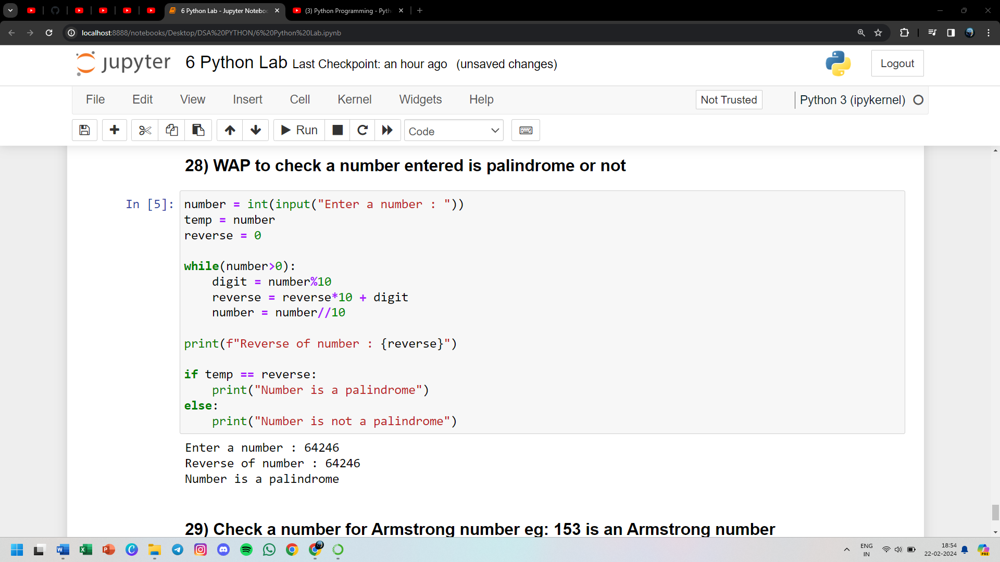 6 Python Lab - Jupyter Noteboo
(3) Python Programming - Pyth
localhost:8888/notebooks/Desktop/DSA%20PYTHON/6%20Python%20Lab.ipynb
jupyter 6 Python Lab Last Checkpoint: an hour ago (unsaved changes)
Logout
File Edit View Insert Cell Kernel Widgets Help Not Trusted Python 3 (ipykernel)
Run Code
28) WAP to check a number entered is palindrome or not
In [5]: number = int(input("Enter a number : "))
temp = number
reverse = 0
while(number>0):
    digit = number%10
    reverse = reverse*10 + digit
    number = number//10
print(f"Reverse of number : {reverse}")
if temp == reverse:
    print("Number is a palindrome")
else:
    print("Number is not a palindrome")
Enter a number : 64246
Reverse of number : 64246
Number is a palindrome
29) Check a number for Armstrong number eg: 153 is an Armstrong number
ENG
IN
18:54
22-02-2024
PRE